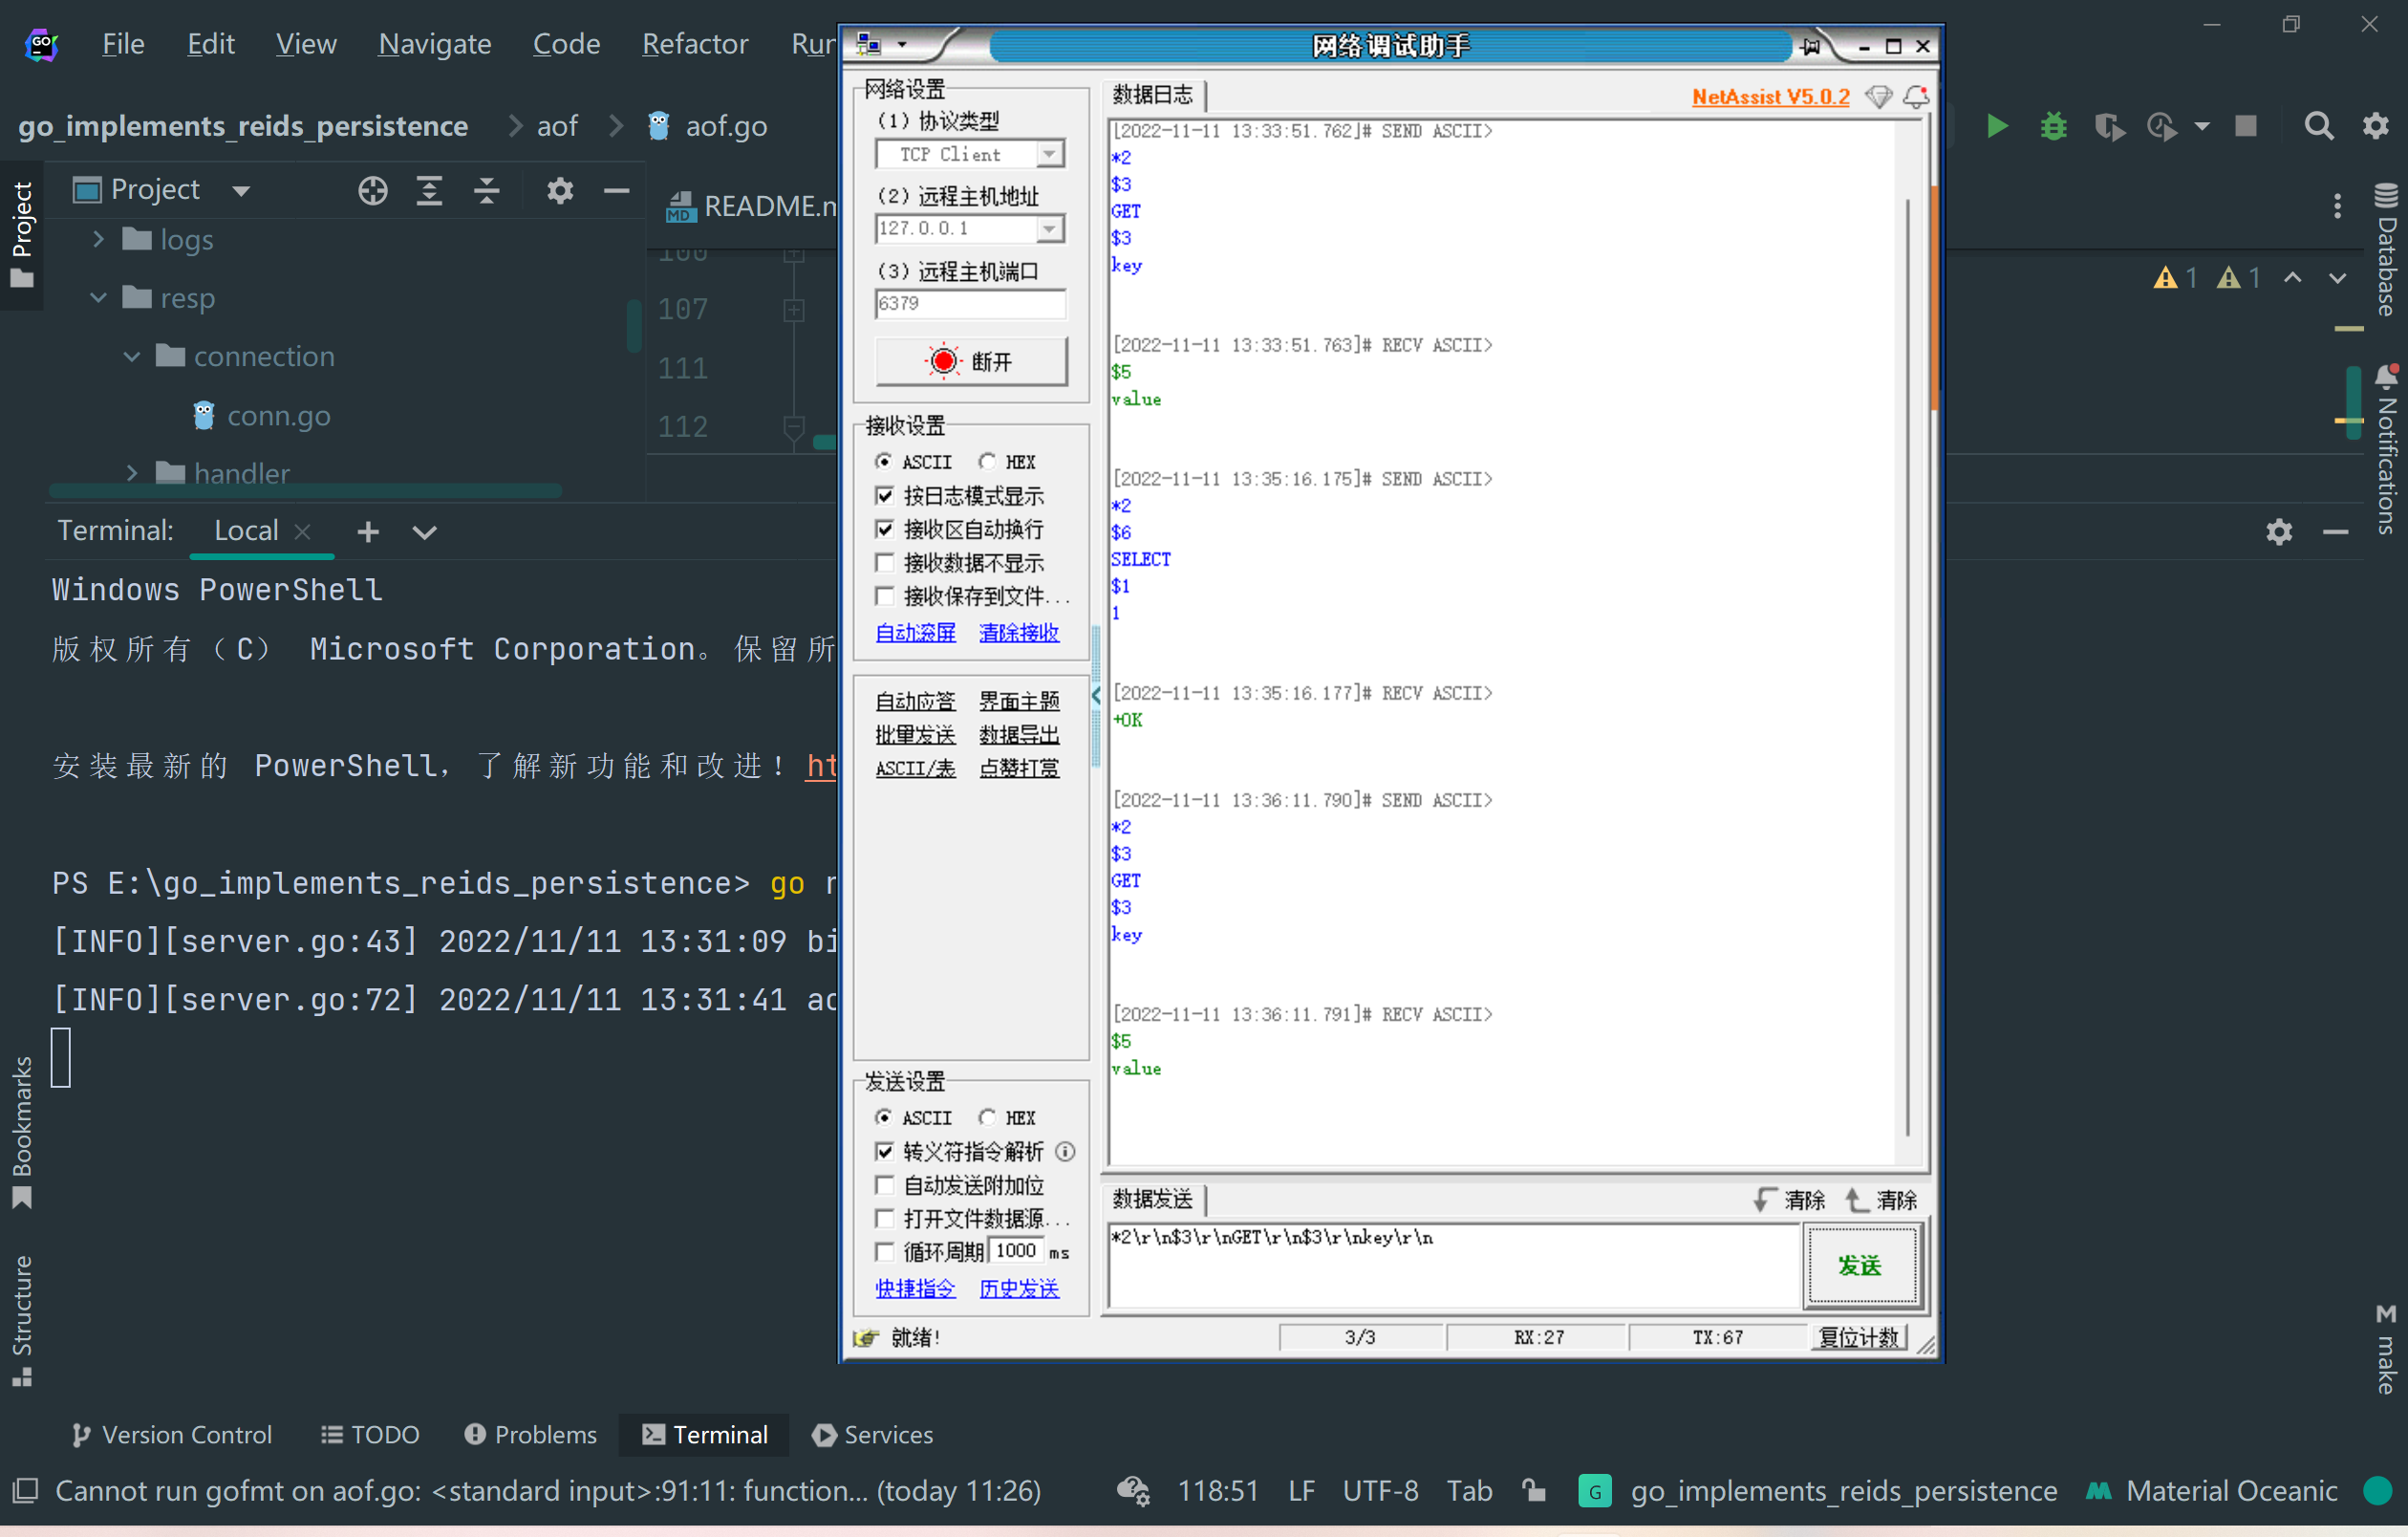 File Edit View Navigate Code Refactor Run
go_implements_reids_persistence aof aof.go
Project
Project
logs
resp
connection
conn.go
handler
README.m
107
111
112
1 1
Database
Notifications
Terminal: Local
Windows PowerShell
版权所有（C） Microsoft Corporation。保留所
安装最新的 PowerShell，了解新功能和改进！ht
PS E:\go_implements_reids_persistence> go r
[INFO][server.go:43] 2022/11/11 13:31:09 bi
[INFO][server.go:72] 2022/11/11 13:31:41 ac
Bookmarks
Structure
网络调试助手
网络设置
(1) 协议类型
TCP Client
(2) 远程主机地址
127.0.0.1
(3) 远程主机端口
6379
断开
接收设置
ASCII HEX
按日志模式显示
接收区自动换行
接收数据不显示
接收保存到文件...
自动滚屏 清除接收
自动应答 界面主题
批量发送 数据导出
ASCII/表 点赞打赏
发送设置
ASCII HEX
转义符指令解析
自动发送附加位
打开文件数据源...
循环周期 1000 ms
快捷指令 历史发送
数据日志
NetAssist V5.0.2
[2022-11-11 13:33:51.762]# SEND ASCII>
*2
$3
GET
$3
key
[2022-11-11 13:33:51.763]# RECV ASCII>
$5
value
[2022-11-11 13:35:16.175]# SEND ASCII>
*2
$6
SELECT
$1
1
[2022-11-11 13:35:16.177]# RECV ASCII>
+OK
[2022-11-11 13:36:11.790]# SEND ASCII>
*2
$3
GET
$3
key
[2022-11-11 13:36:11.791]# RECV ASCII>
$5
value
数据发送 清除 清除
*2\r\n$3\r\nGET\r\n$3\r\nkey\r\n
发送
就绪! 3/3 RX:27 TX:67 复位计数
make
Version Control TODO Problems Terminal Services
Cannot run gofmt on aof.go: <standard input>:91:11: function... (today 11:26) 118:51 LF UTF-8 Tab go_implements_reids_persistence Material Oceanic